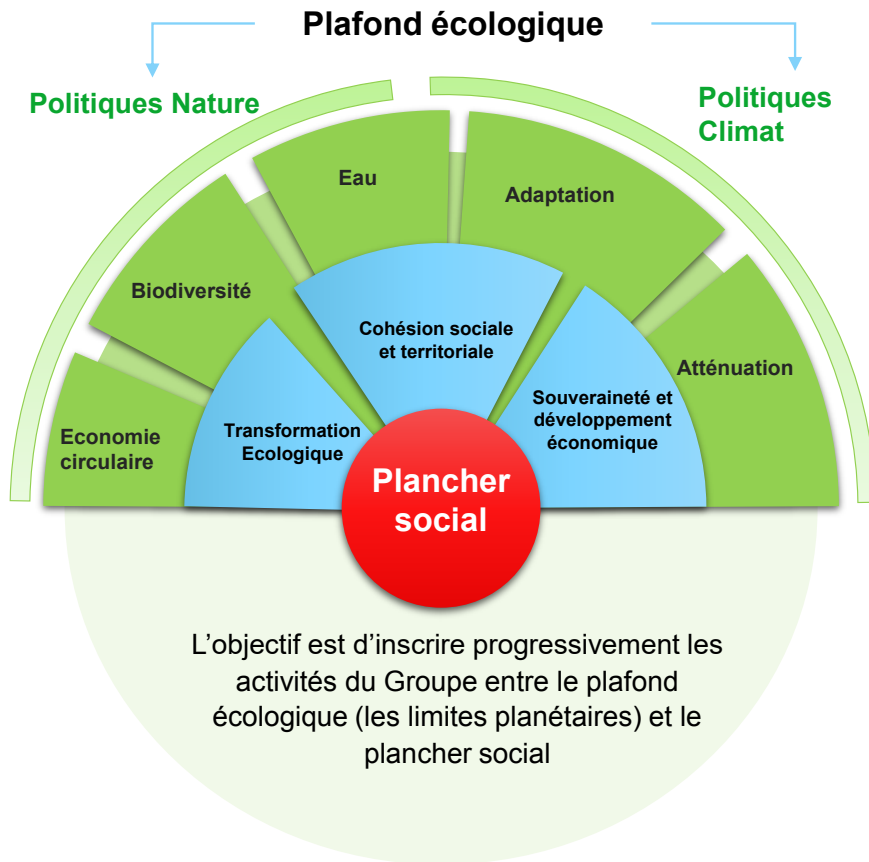 Plafond écologique
Politiques Nature
Politiques
Climat
Eau
Adaptation
Biodiversité
Cohésion sociale
et territoriale
Atténuation
Souveraineté et
développement
économique
Economie
circulaire
Transformation
Ecologique
Plancher
social
L'objectif est d'inscrire progressivement les
activités du Groupe entre le plafond
écologique (les limites planétaires) et le
plancher social